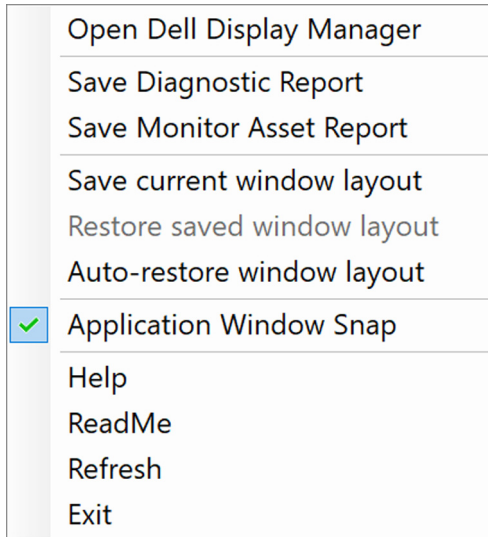 Open Dell Display Manager
Save Diagnostic Report
Save Monitor Asset Report
Save current window layout
Restore saved window layout
Auto-restore window layout
Application Window Snap
Help
ReadMe
Refresh
Exit